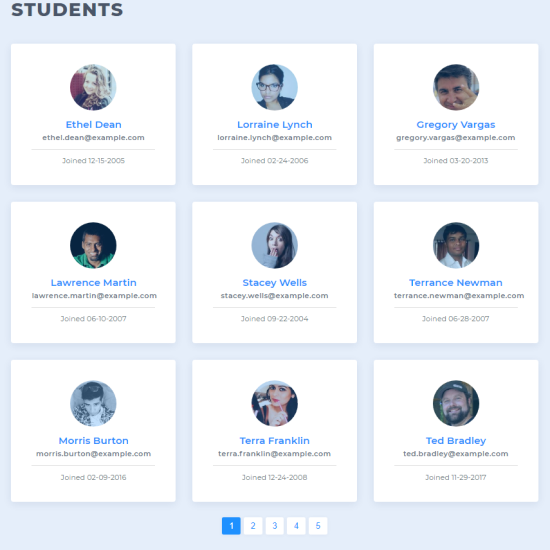 STUDENTS
Ethel Dean
ethel.dean@example.com
Joined 12-15-2005
Lorraine Lynch
lorraine.lynch@example.com
Joined 02-24-2006
Gregory Vargas
gregory.vargas@example.com
Joined 03-20-2013
Lawrence Martin
lawrence.martin@example.com
Joined 06-10-2007
Stacey Wells
stacey.wells@example.com
Joined 09-22-2004
Terrance Newman
terrance.newman@example.com
Joined 06-28-2007
Morris Burton
morris.burton@example.com
Joined 02-09-2016
Terra Franklin
terra.franklin@example.com
Joined 12-24-2008
Ted Bradley
ted.bradley@example.com
Joined 11-29-2017
1 2 3 4 5